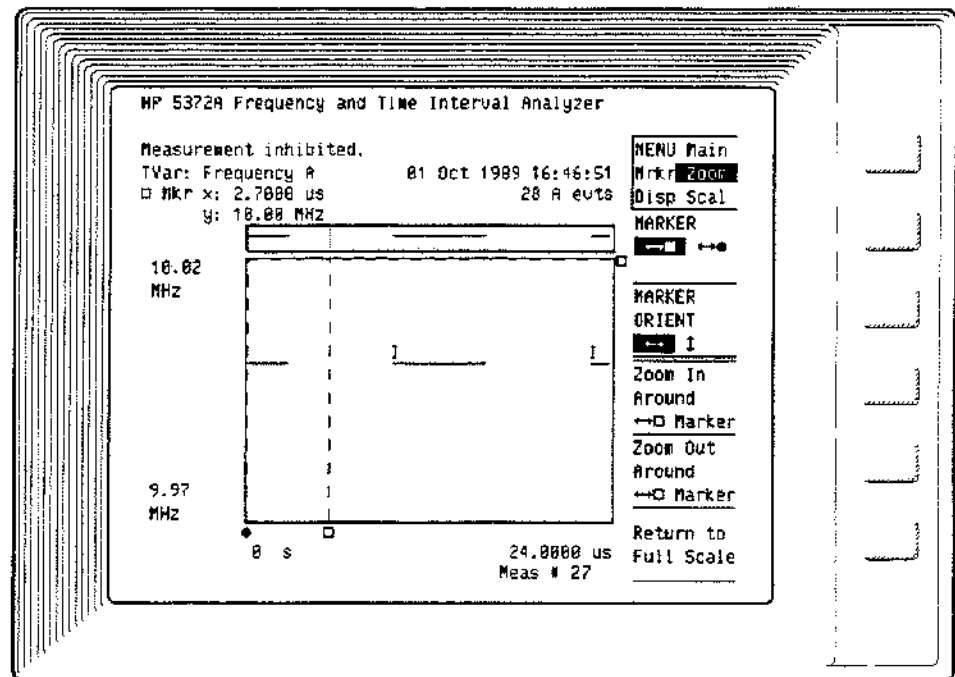 HP 5372A Frequency and Time Interval Analyzer
Measurement inhibited.
TVar: Frequency A 01 Oct 1989 16:46:51
Mkr x: 2.7000 us 20 A evts
y: 10.00 MHz
10.02
MHz
9.97
MHz
0 s 24.0000 us
Meas # 27
MENU Main
Mrkr Zoom
Disp Scal
MARKER
MARKER
ORIENT
Zoom In
Around
Marker
Zoom Out
Around
Marker
Return to
Full Scale